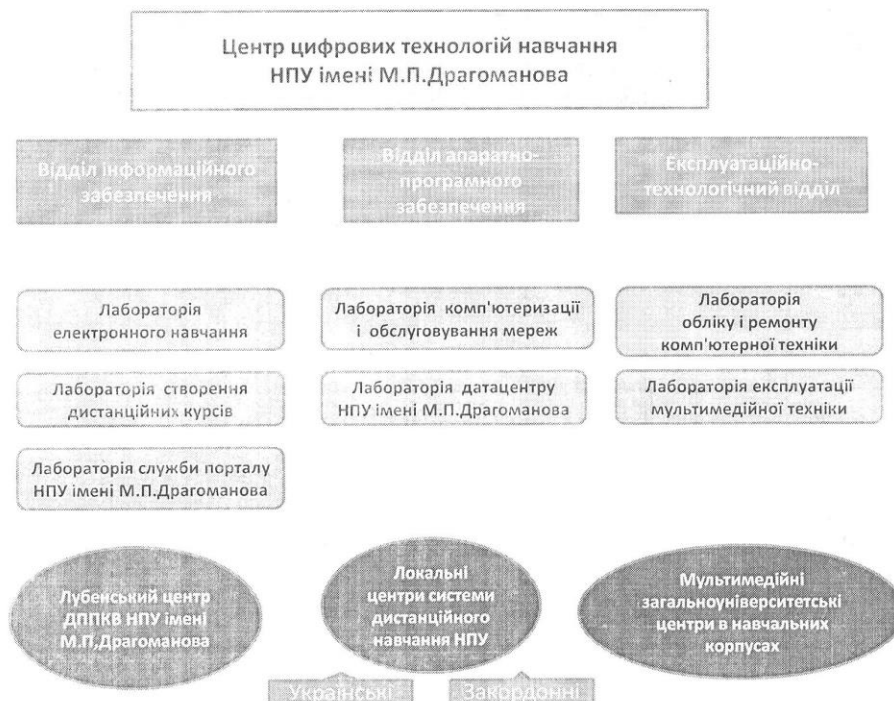 Центр цифрових технологій навчання
НПУ імені М.П.Драгоманова
Відділ інформаційного
забезпечення
Відділ апаратно-
програмного
забезпечення
Експлуатаційно-
технологічний відділ
Лабораторія
електронного навчання
Лабораторія комп'ютеризації
і обслуговування мереж
Лабораторія
обліку і ремонту
комп'ютерної техніки
Лабораторія створення
дистанційних курсів
Лабораторія датацентру
НПУ імені М.П.Драгоманова
Лабораторія експлуатації
мультимедійної техніки
Лабораторія служби порталу
НПУ імені М.П.Драгоманова
Лубенський центр
ДППКВ НПУ імені
М.П,Драгоманова
Локальні
центри системи
дистанційного
навчання НПУ
Мультимедійні
загальноуніверситетські
центри в навчальних
корпусах
Українські
Закордонні